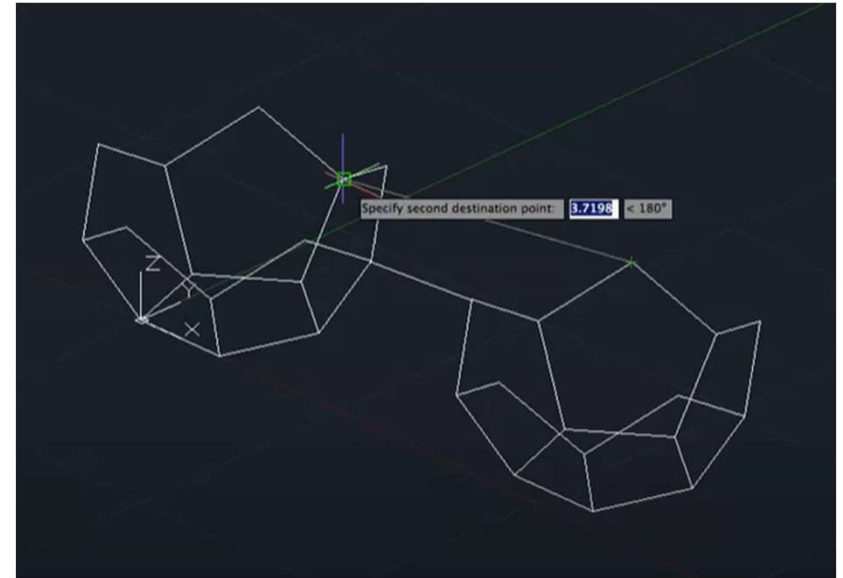 Specify second destination point: 3.7198 < 180°
Z
Y
X